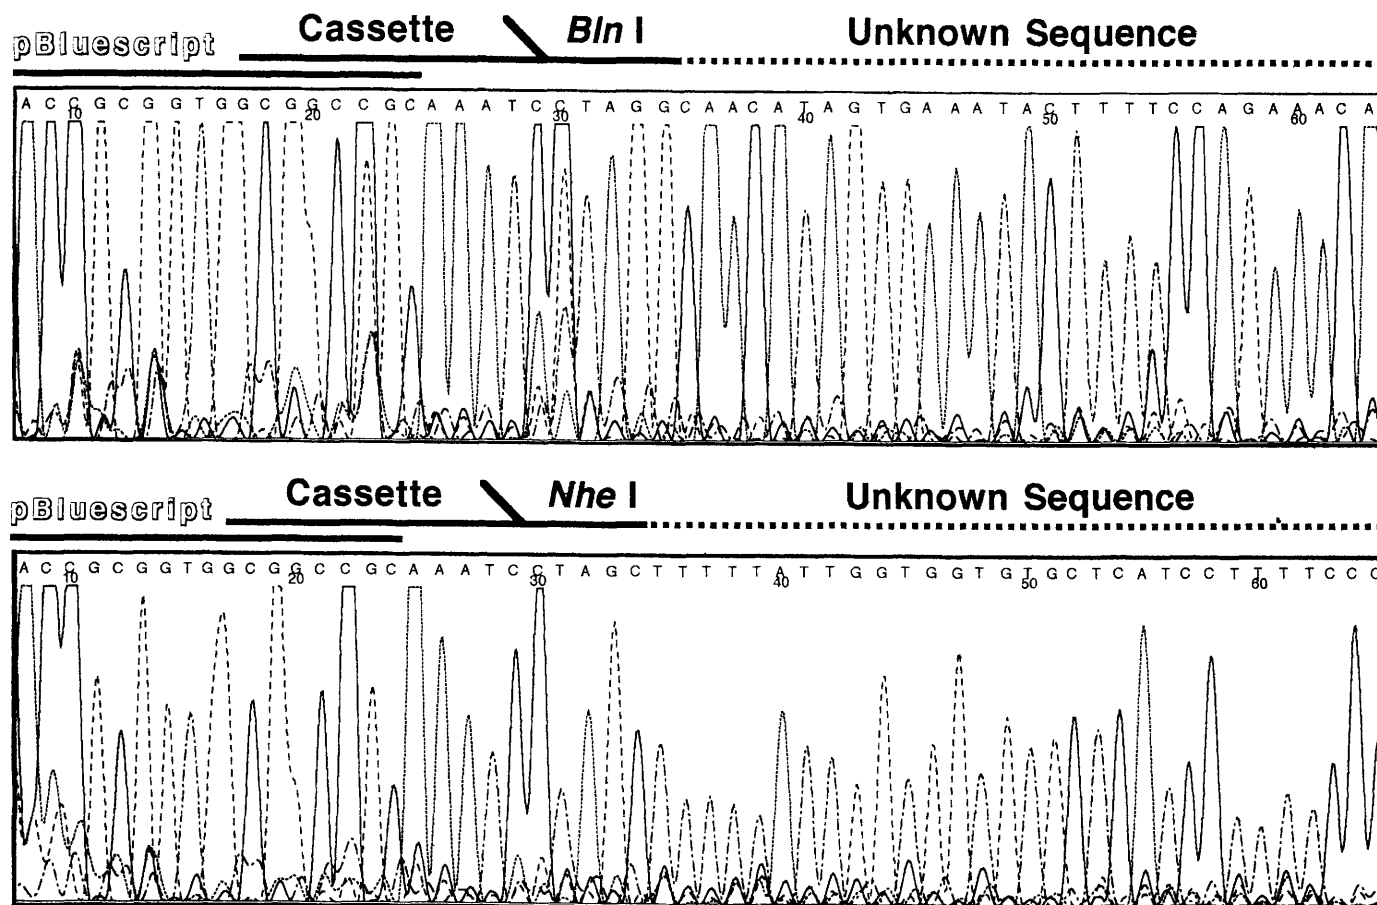 Cassette Bln I Unknown Sequence
pBluescript
A C C G C G G T G G C G G C C G C A A A T C C T A G G C A A C A T A G T G A A A T A C T T T T C C A G A A A C A
10 20 30 40 50 60
Cassette Nhe I Unknown Sequence
pBluescript
A C C G C G G T G G C G G C C G C A A A T C C T A G C T T T T T A T T G G T G G T G T G C T C A T C C T T T T C C C
10 20 30 40 50 60